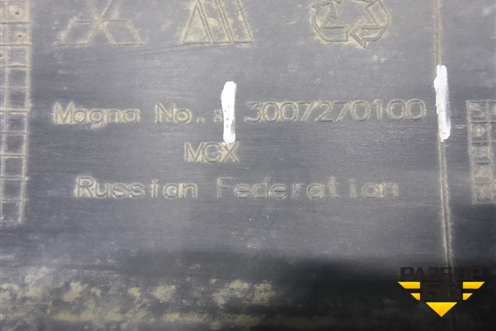 Magna No.: 3007270100
MCX
Russian Federation